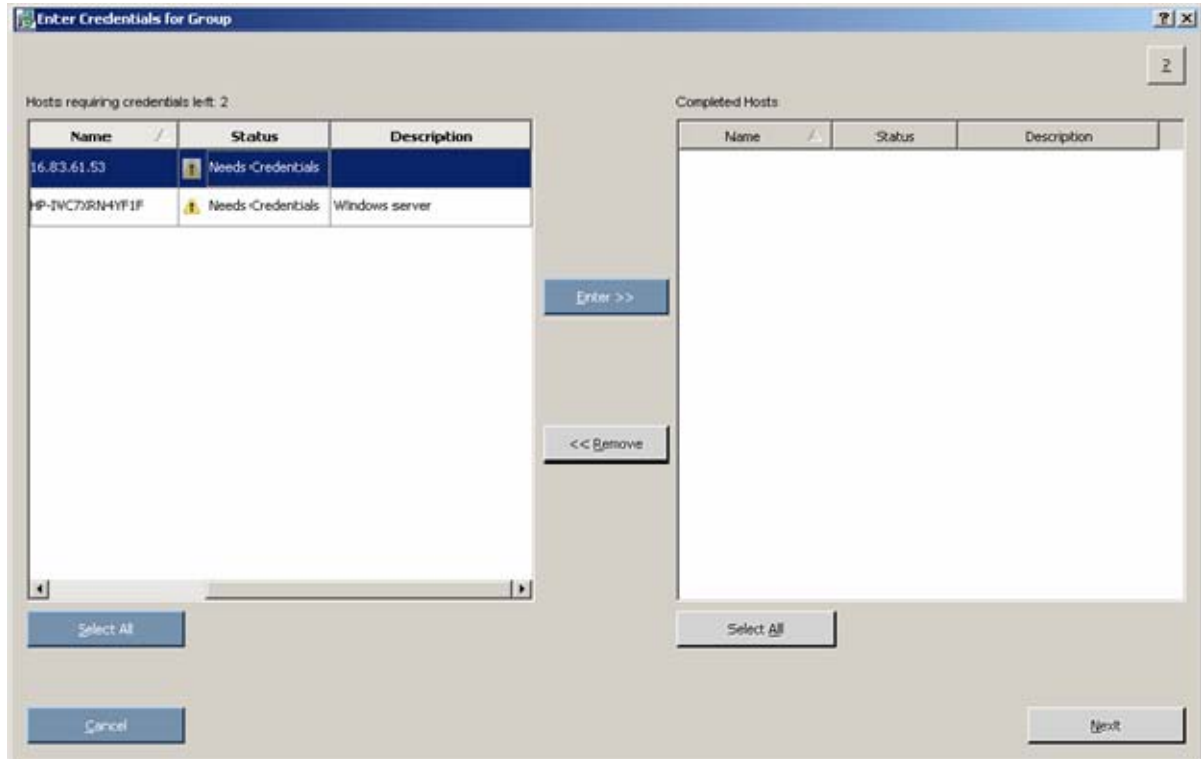 Enter Credentials for Group
?
Hosts requiring credentials left: 2
Completed Hosts
Name Status Description
16.83.61.53 Needs Credentials
HP-IVC7XRN4YF1F Needs Credentials Windows server
Name Status Description
Enter >>
<< Remove
Select All
Select All
Cancel
Next